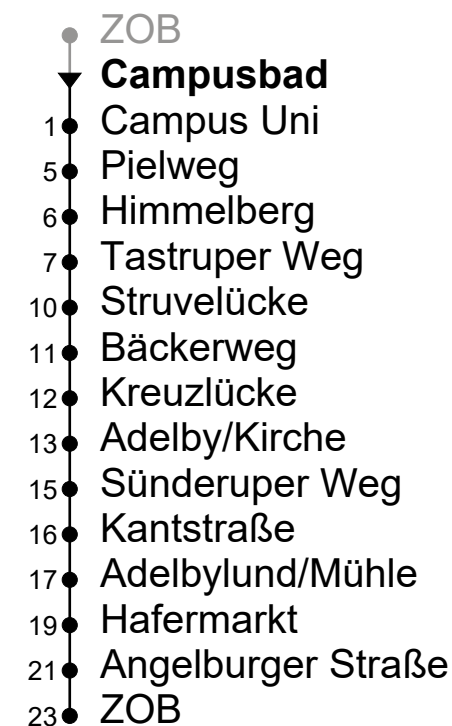 ZOB
Campusbad
1 Campus Uni
5 Pielweg
6 Himmelberg
7 Tastruper Weg
10 Struvelücke
11 Bäckerweg
12 Kreuzlücke
13 Adelby/Kirche
15 Sünderuper Weg
16 Kantstraße
17 Adelbylund/Mühle
19 Hafermarkt
21 Angelburger Straße
23 ZOB